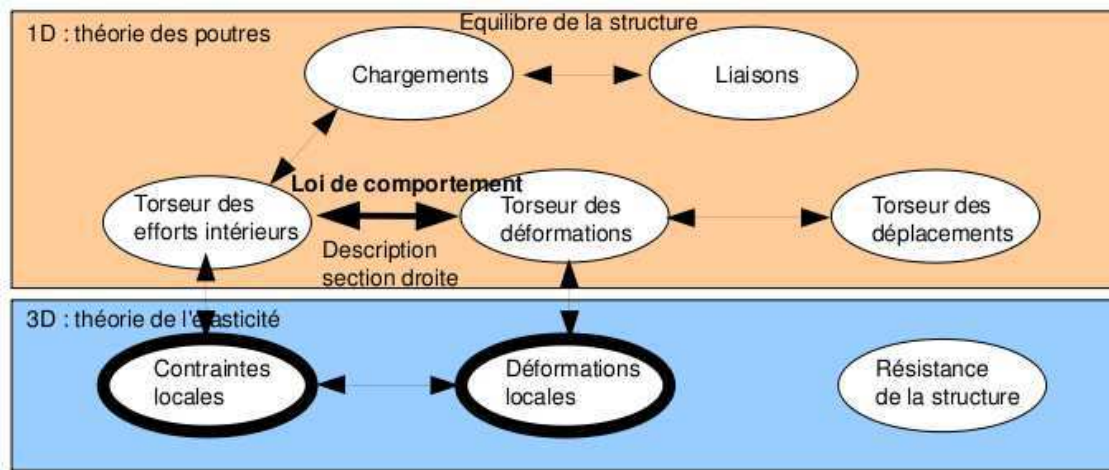 Equilibre de la structure
1D : théorie des poutres
Chargements
Liaisons
Loi de comportement
Torseur des
efforts intérieurs
Torseur des
déformations
Torseur des
déplacements
Description
section droite
3D : théorie de l'élasticité
Contraintes
locales
Déformations
locales
Résistance
de la structure